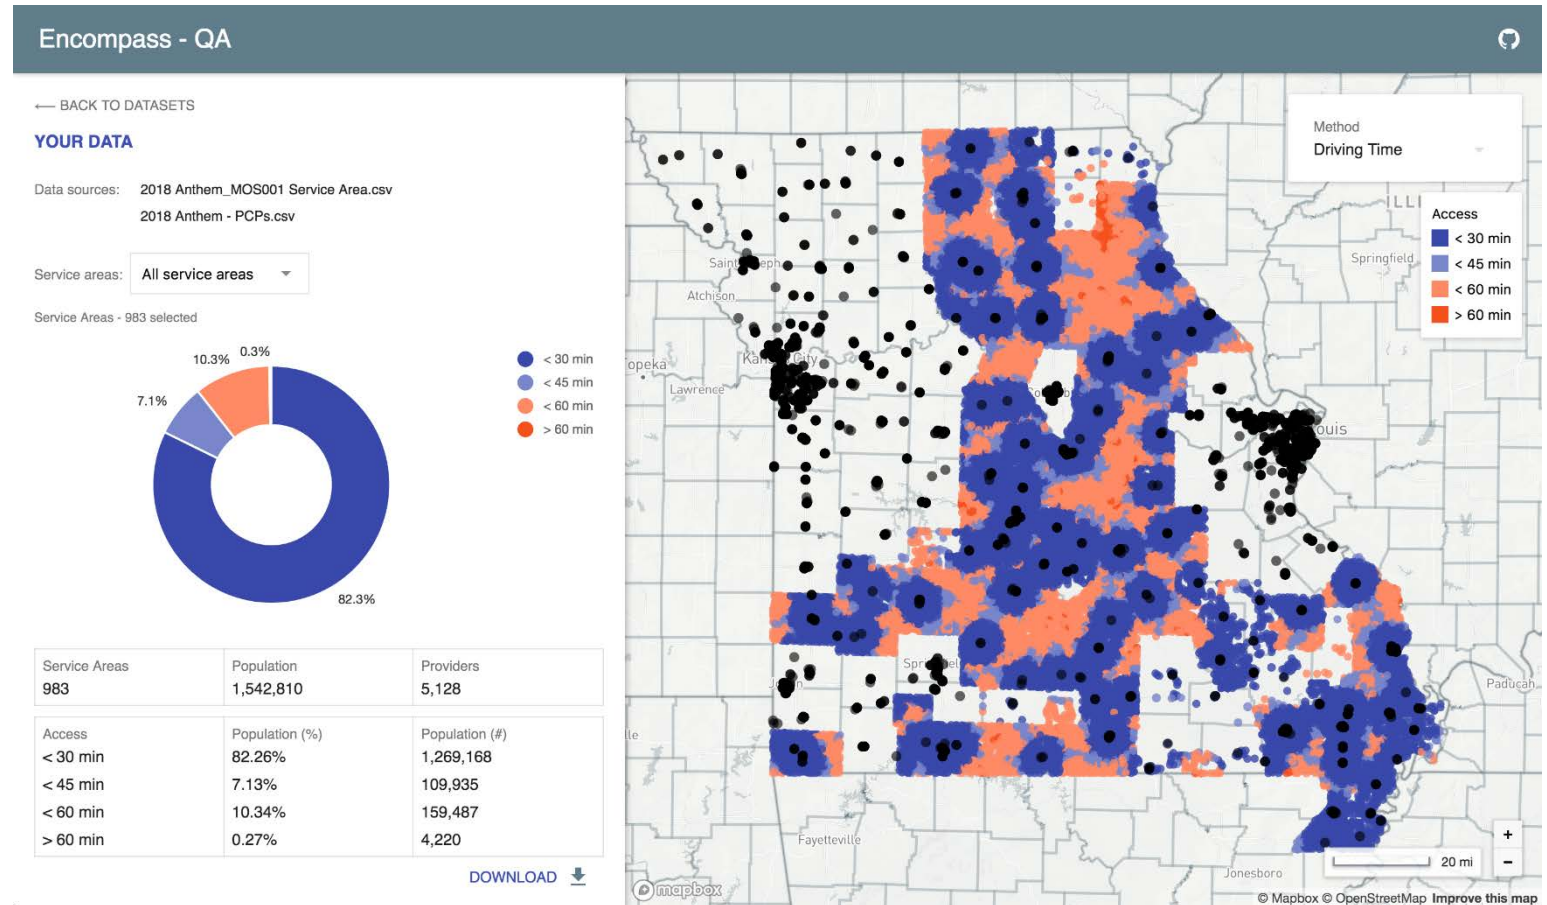 Encompass - QA
← BACK TO DATASETS
YOUR DATA
Data sources: 2018 Anthem_MOS001 Service Area.csv
2018 Anthem - PCPs.csv
Service areas: All service areas
Service Areas - 983 selected
10.3% 0.3%
7.1%
82.3%
< 30 min
< 45 min
< 60 min
> 60 min
Service Areas Population Providers
983 1,542,810 5,128
Access Population (%) Population (#)
< 30 min 82.26% 1,269,168
< 45 min 7.13% 109,935
< 60 min 10.34% 159,487
> 60 min 0.27% 4,220
DOWNLOAD
Method
Driving Time
Access
< 30 min
< 45 min
< 60 min
> 60 min
Springfield
Atchison
Lawrence
Paducah
Fayetteville
Jonesboro
+
−
20 mi
mapbox
© Mapbox © OpenStreetMap Improve this map